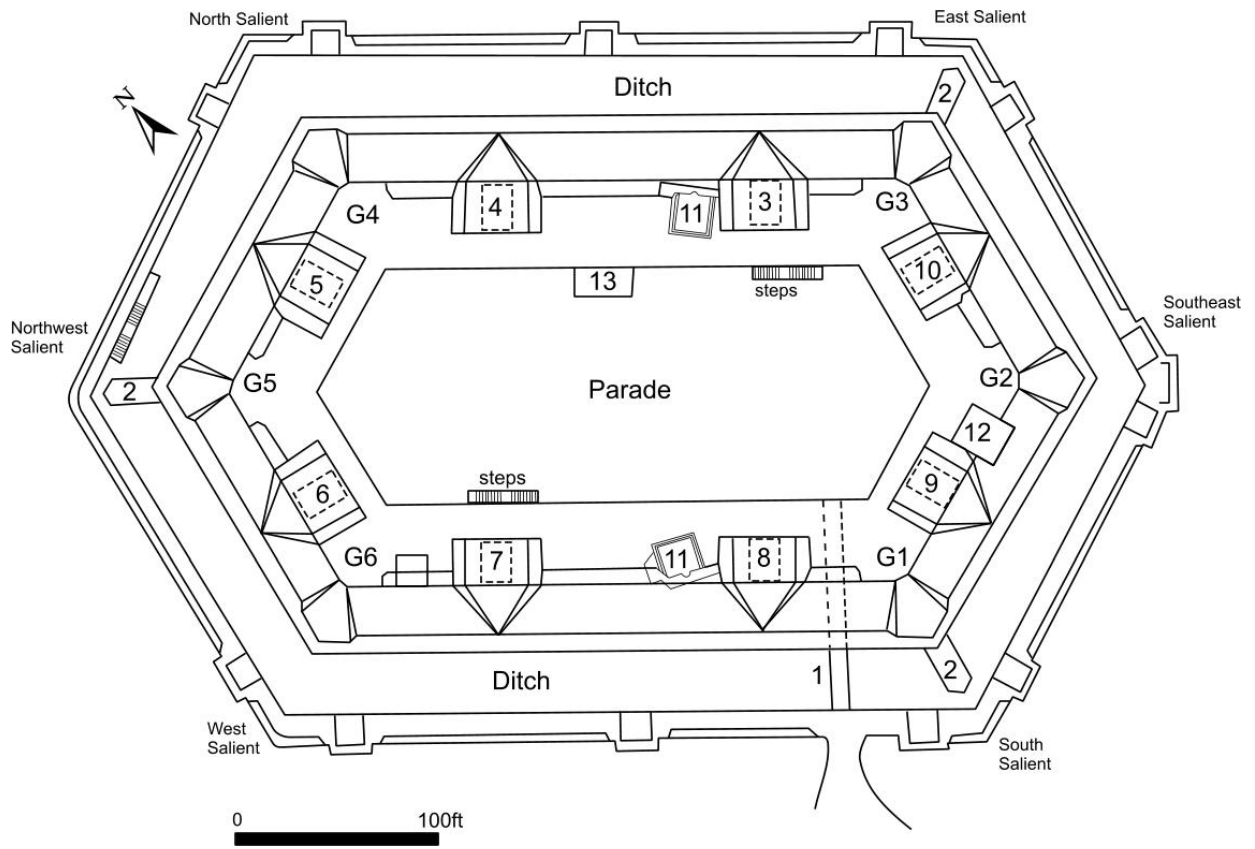 North Salient
East Salient
N
Ditch
2
G4
4
11
3
G3
5
13
steps
10
Northwest
Salient
Southeast
Salient
2
G5
Parade
G2
12
6
steps
9
G6
7
11
8
G1
Ditch
1
2
West
Salient
South
Salient
0
100ft